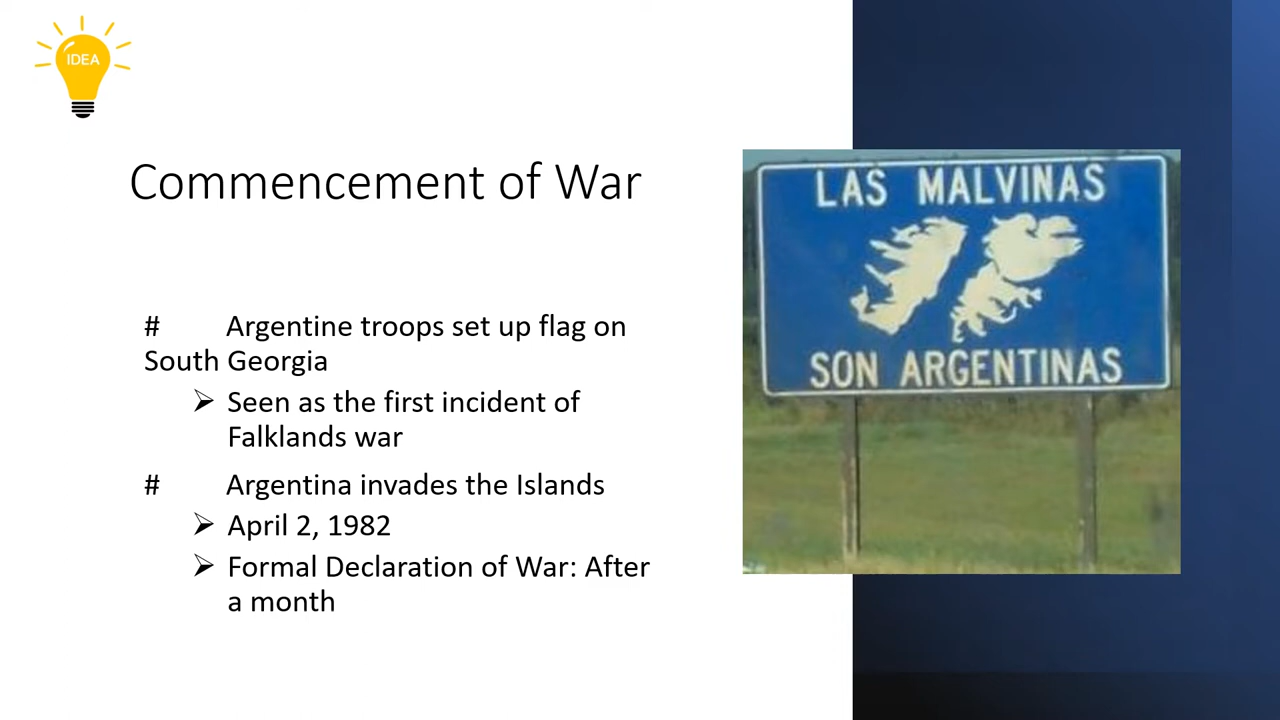 IDEA
Commencement of War
# Argentine troops set up flag on
South Georgia
➢ Seen as the first incident of
Falklands war
# Argentina invades the Islands
➢ April 2, 1982
➢ Formal Declaration of War: After
a month
LAS MALVINAS
SON ARGENTINAS